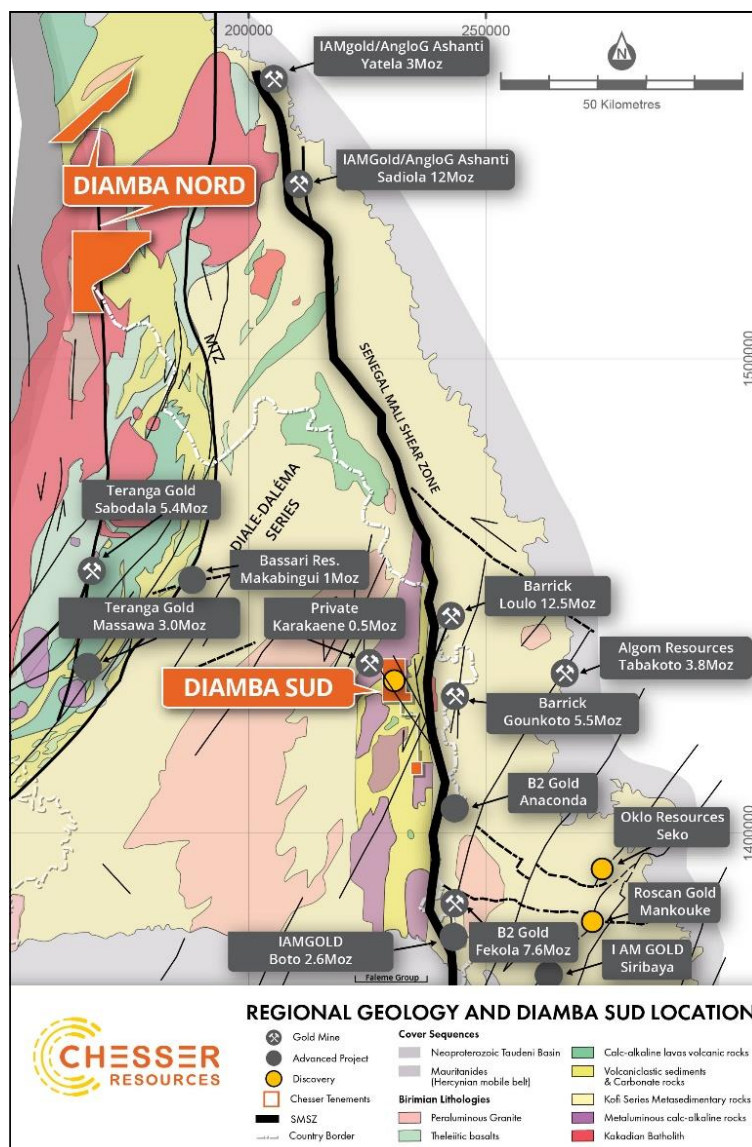 200000
250000
IAMgold/AngloG Ashanti
Yatela 3Moz
N
50 Kilometres
IAMGold/AngloG Ashanti
Sadiola 12Moz
DIAMBA NORD
MTZ
SENEGAL MALI SHEAR ZONE
1500000
DIALE-DALÉMA
SERIES
Teranga Gold
Sabodala 5.4Moz
Bassari Res.
Makabingui 1Moz
Teranga Gold
Massawa 3.0Moz
Private
Karakaene 0.5Moz
Barrick
Loulo 12.5Moz
Algom Resources
Tabakoto 3.8Moz
DIAMBA SUD
Barrick
Gounkoto 5.5Moz
B2 Gold
Anaconda
Oklo Resources
Seko
1400000
Roscan Gold
Mankouke
IAMGOLD
Boto 2.6Moz
B2 Gold
Fekola 7.6Moz
I AM GOLD
Siribaya
Faleme Group
CHESSER
RESOURCES
REGIONAL GEOLOGY AND DIAMBA SUD LOCATION
Gold Mine
Advanced Project
Discovery
Chesser Tenements
SMSZ
Country Border
Cover Sequences
Neoproterozoic Taudeni Basin
Mauritanides
(Hercynian mobile belt)
Birimian Lithologies
Peraluminous Granite
Theleiitic basalts
Calc-alkaline lavas volcanic rocks
Volcaniclastic sediments
& Carbonate rocks
Kofi Series Metasedimentary rocks
Metaluminous calc-alkaline rocks
Kakadian Batholith